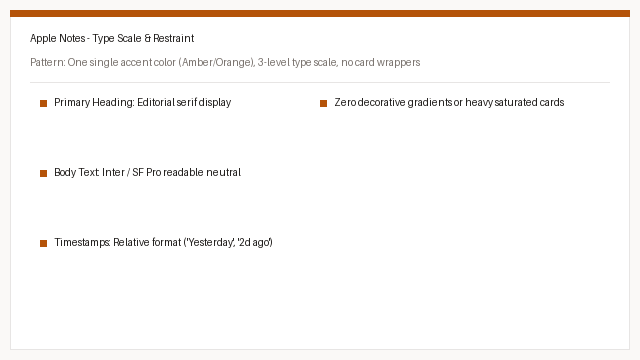 Apple Notes - Type Scale & Restraint
Pattern: One single accent color (Amber/Orange), 3-level type scale, no card wrappers
Primary Heading: Editorial serif display
Zero decorative gradients or heavy saturated cards
Body Text: Inter / SF Pro readable neutral
Timestamps: Relative format ('Yesterday', '2d ago')